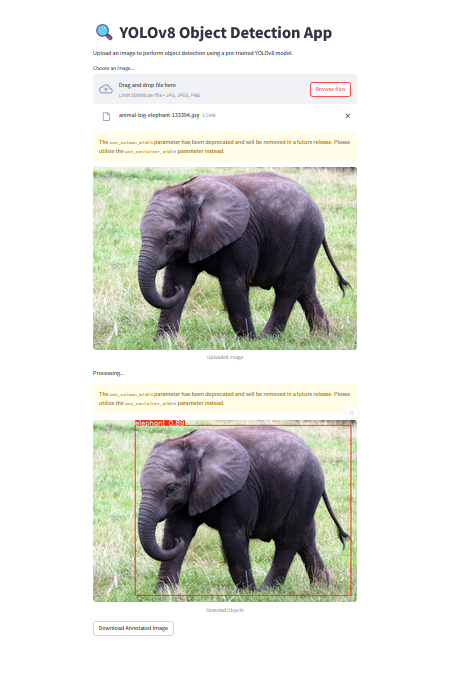 YOLOv8 Object Detection App
Upload an image to perform object detection using a pre-trained YOLOv8 model.
Choose an image...
Drag and drop file here
Limit 200MB per file • JPG, JPEG, PNG
Browse files
animal-big-elephant-133394.jpg
The use_column_width parameter has been deprecated and will be removed in a future release. Please
utilize the use_container_width parameter instead.
Uploaded Image
Processing...
The use_column_width parameter has been deprecated and will be removed in a future release. Please
utilize the use_container_width parameter instead.
elephant 0.89
Detected Objects
Download Annotated Image